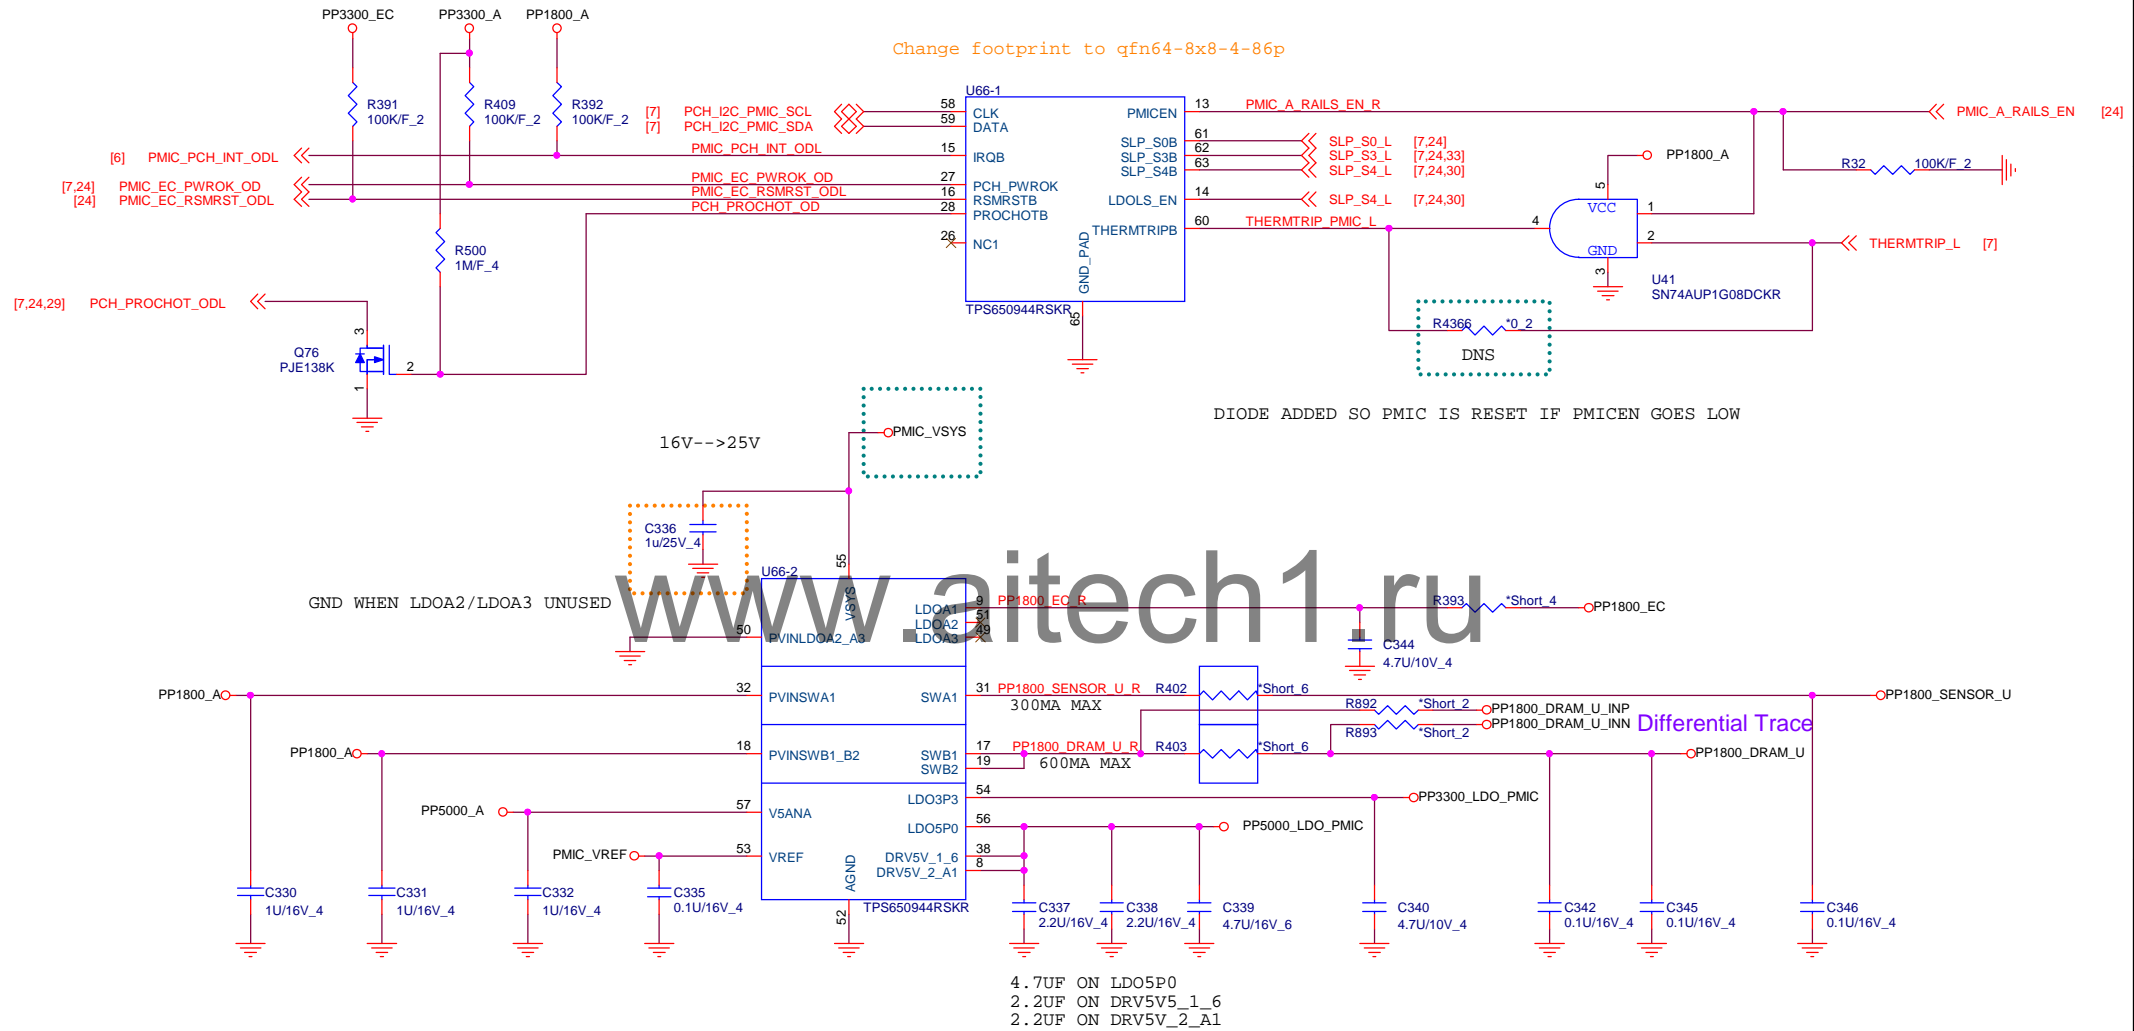 PP3300_EC
PP3300_A
PP1800_A
Change footprint to qfn64-8x8-4-86p
R391
100K/F_2
R409
100K/F_2
R392
100K/F_2
[7] PCH_I2C_PMIC_SCL
[7] PCH_I2C_PMIC_SDA
[6] PMIC_PCH_INT_ODL
PMIC_PCH_INT_ODL
[7,24] PMIC_EC_PWROK_OD
PMIC_EC_PWROK_OD
[24] PMIC_EC_RSMRST_ODL
PMIC_EC_RSMRST_ODL
PCH_PROCHOT_OD
R500
1M/F_4
[7,24,29] PCH_PROCHOT_ODL
Q76
PJE138K
3
2
1
U66-1
58 CLK
59 DATA
15 IRQB
27 PCH_PWROK
16 RSMRSTB
28 PROCHOTB
26 NC1
PMICEN 13
SLP_S0B 61
SLP_S3B 62
SLP_S4B 63
LDOLS_EN 14
THERMTRIPB 60
GND_PAD
65
TPS650944RSKR
PMIC_A_RAILS_EN_R
PMIC_A_RAILS_EN [24]
SLP_S0_L [7,24]
SLP_S3_L [7,24,33]
SLP_S4_L [7,24,30]
SLP_S4_L [7,24,30]
THERMTRIP_PMIC_L
PP1800_A
R32
100K/F_2
5
VCC
1
4
2
GND
3
THERMTRIP_L [7]
U41
SN74AUP1G08DCKR
R4366
*0_2
DNS
DIODE ADDED SO PMIC IS RESET IF PMICEN GOES LOW
16V-->25V
PMIC_VSYS
C336
1u/25V_4
55
U66-2
VSYS
GND WHEN LDOA2/LDOA3 UNUSED
www.aitech1.ru
50 PVINLDOA2_A3
LDOA1 9
LDOA2 51
LDOA3 49
PP1800_EC_R
R393
*Short_4
PP1800_EC
C344
4.7U/10V_4
PP1800_A
32 PVINSWA1
SWA1 31
PP1800_SENSOR_U_R
300MA MAX
R402
*Short_6
PP1800_SENSOR_U
R892
*Short_2
PP1800_DRAM_U_INP
R893
*Short_2
PP1800_DRAM_U_INN
Differential Trace
PP1800_A
18 PVINSWB1_B2
SWB1 17
SWB2 19
PP1800_DRAM_U_R
600MA MAX
R403
*Short_6
PP1800_DRAM_U
PP5000_A
57 V5ANA
LDO3P3 54
PP3300_LDO_PMIC
LDO5P0 56
PP5000_LDO_PMIC
PMIC_VREF
53 VREF
DRV5V_1_6 38
DRV5V_2_A1 8
AGND
52
TPS650944RSKR
C330
1U/16V_4
C331
1U/16V_4
C332
1U/16V_4
C335
0.1U/16V_4
C337
2.2U/16V_4
C338
2.2U/16V_4
C339
4.7U/16V_6
C340
4.7U/10V_4
C342
0.1U/16V_4
C345
0.1U/16V_4
C346
0.1U/16V_4
4.7UF ON LDO5P0
2.2UF ON DRV5V5_1_6
2.2UF ON DRV5V_2_A1